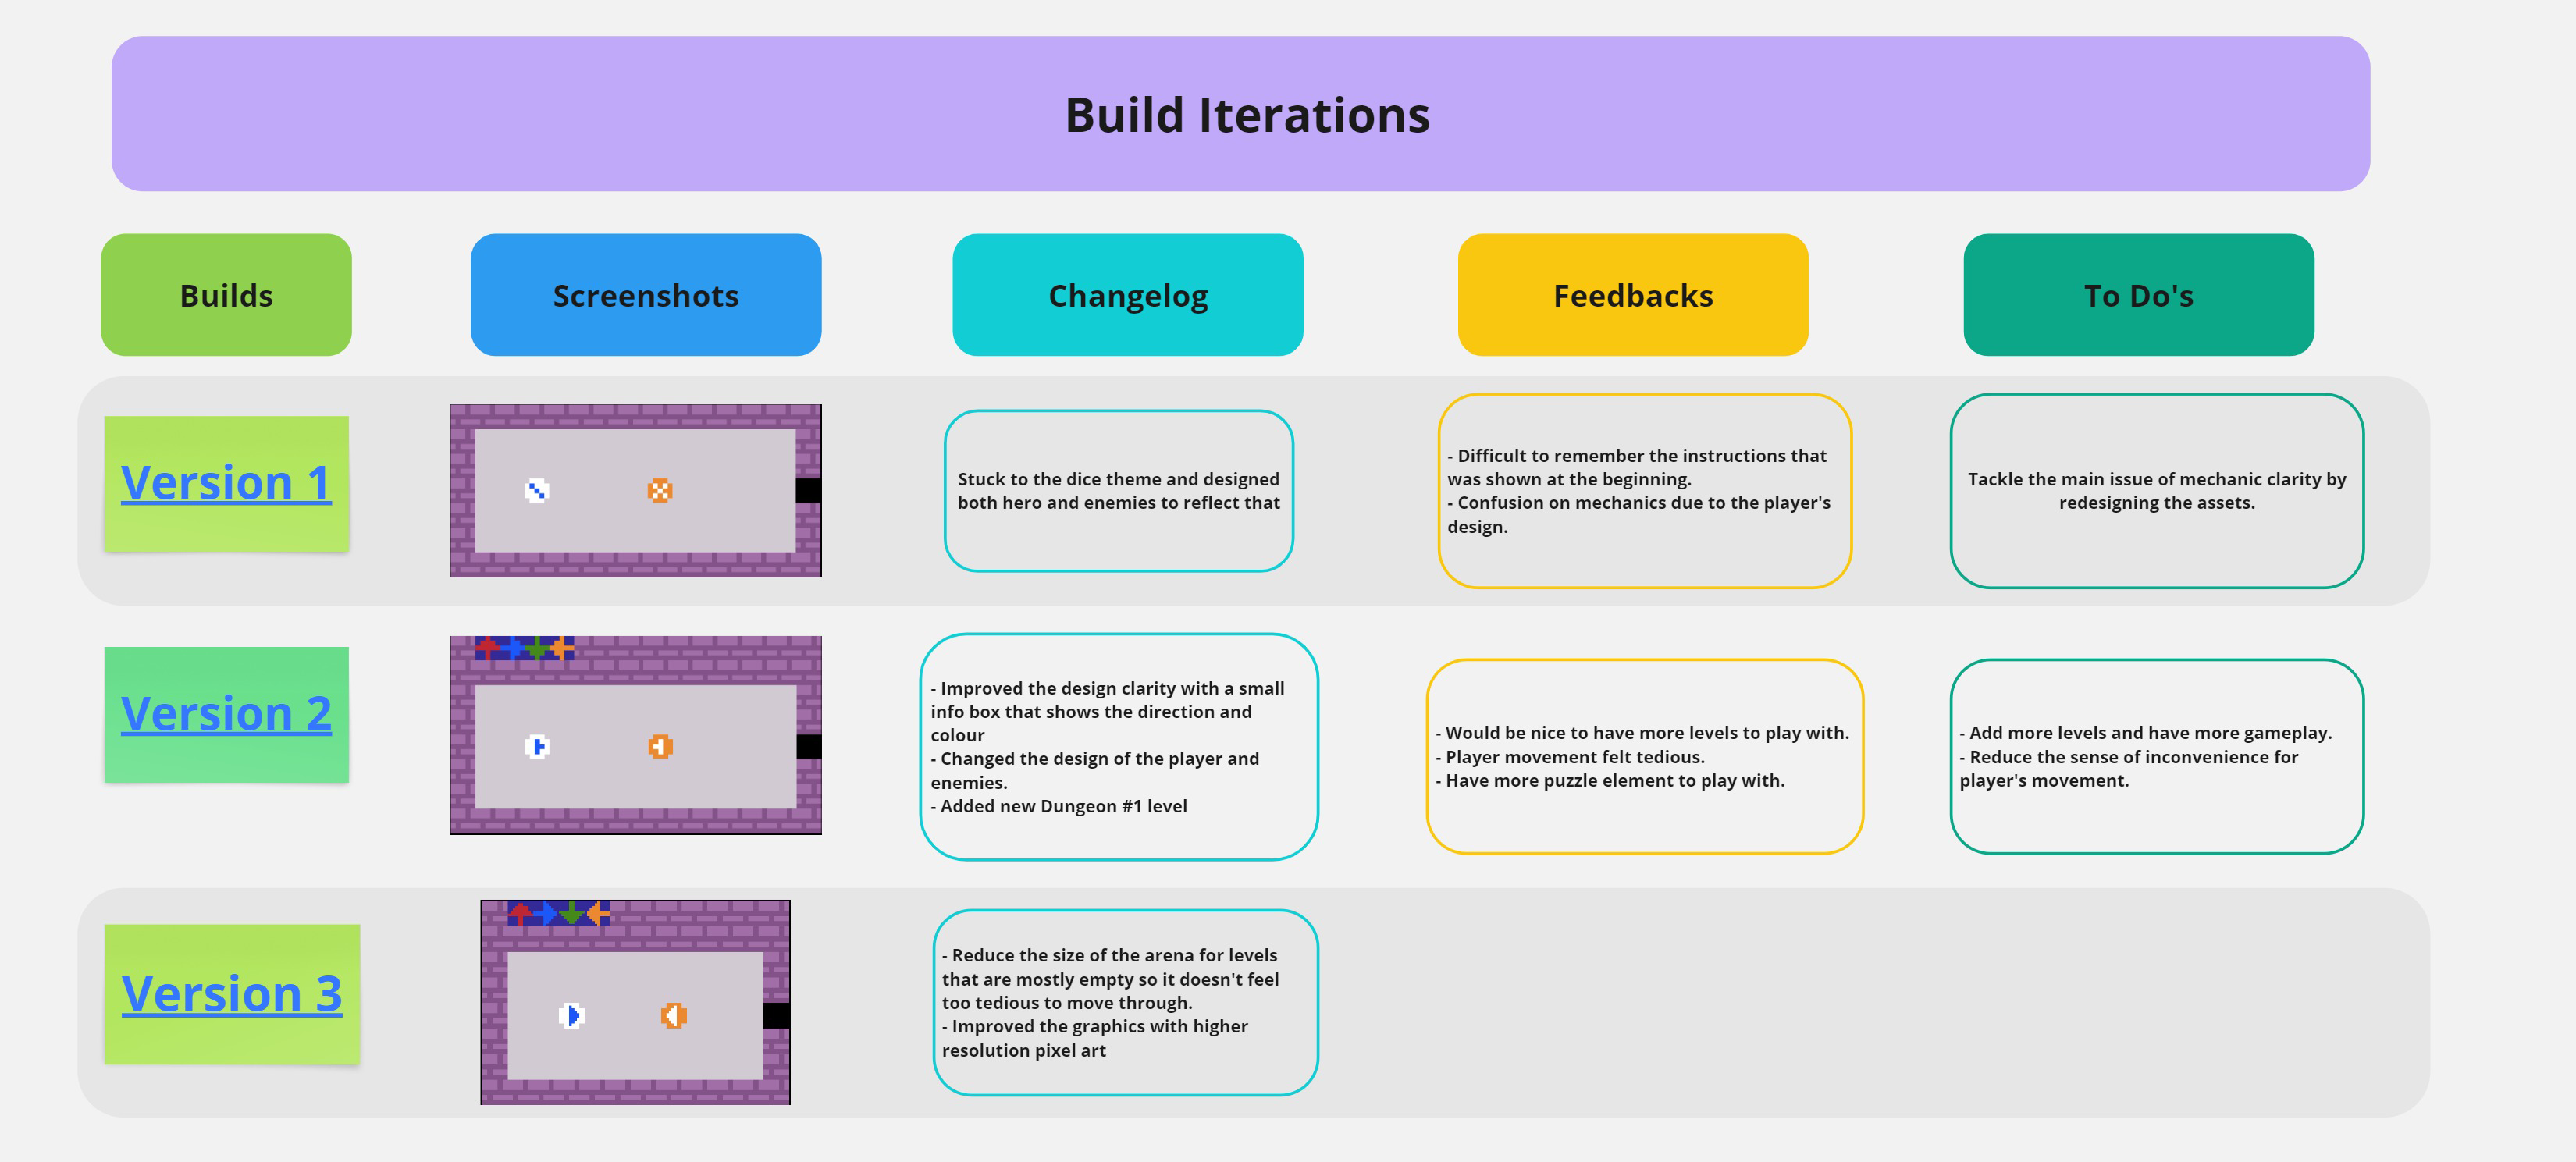 Build Iterations
Builds
Screenshots
Changelog
Feedbacks
To Do's
Version 1
Stuck to the dice theme and designed
both hero and enemies to reflect that
- Difficult to remember the instructions that
was shown at the beginning.
- Confusion on mechanics due to the player's
design.
Tackle the main issue of mechanic clarity by
redesigning the assets.
Version 2
- Improved the design clarity with a small
info box that shows the direction and
colour
- Changed the design of the player and
enemies.
- Added new Dungeon #1 level
- Would be nice to have more levels to play with.
- Player movement felt tedious.
- Have more puzzle element to play with.
- Add more levels and have more gameplay.
- Reduce the sense of inconvenience for
player's movement.
Version 3
- Reduce the size of the arena for levels
that are mostly empty so it doesn't feel
too tedious to move through.
- Improved the graphics with higher
resolution pixel art